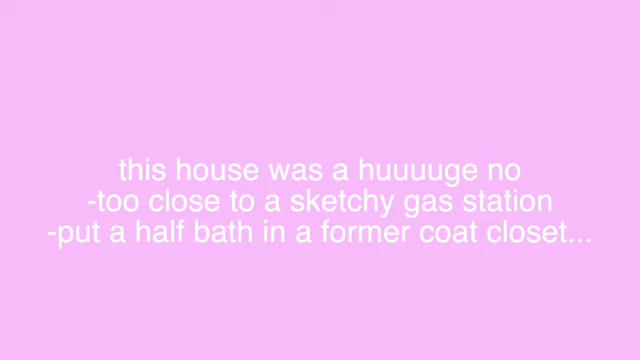 this house was a huuuuge no
-too close to a sketchy gas station
-put a half bath in a former coat closet...